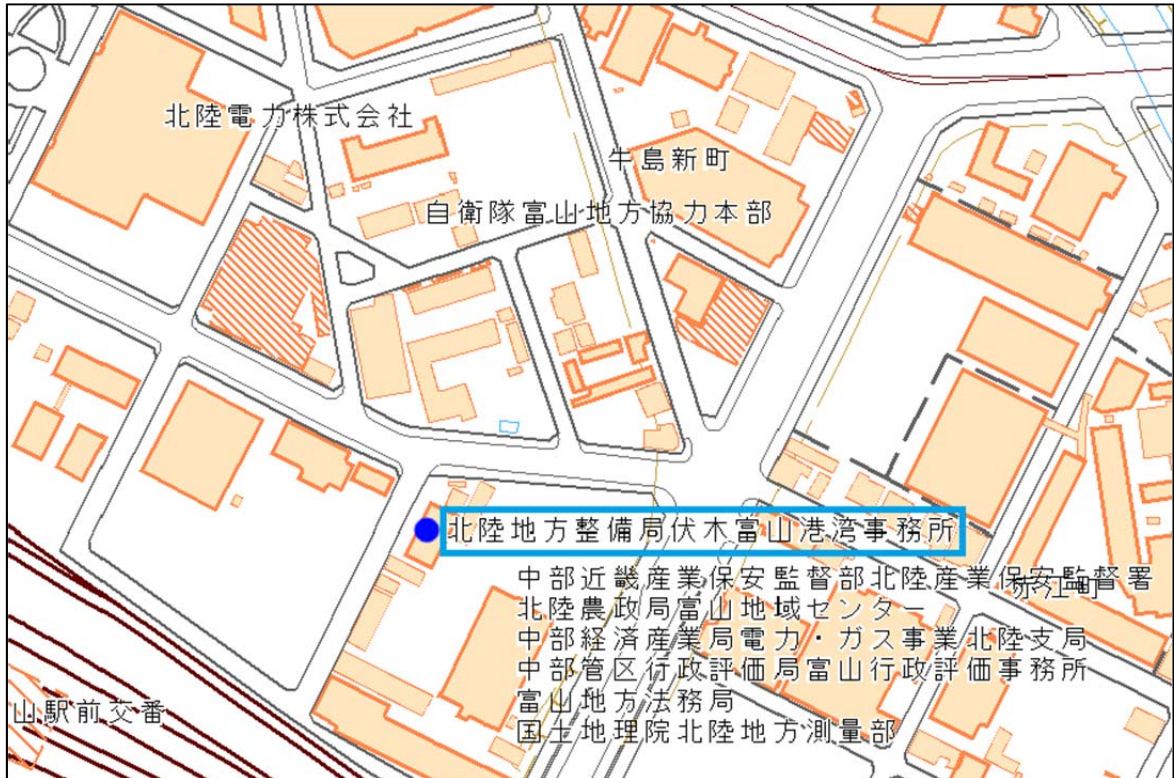 北陸電力株式会社
牛島新町
自衛隊富山地方協力本部
北陸地方整備局伏木富山港湾事務所
中部近畿産業保安監督部北陸産業保安監督署
赤江町
北陸農政局富山地域センター
中部経済産業局電力・ガス事業北陸支局
中部管区行政評価局富山行政評価事務所
富山地方法務局
国土地理院北陸地方測量部
山駅前交番